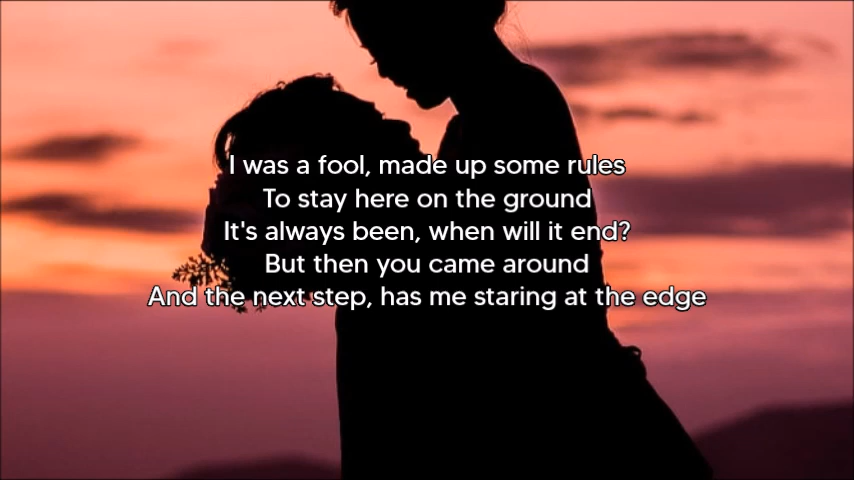 I was a fool, made up some rules
To stay here on the ground
It's always been, when will it end?
But then you came around
And the next step, has me staring at the edge